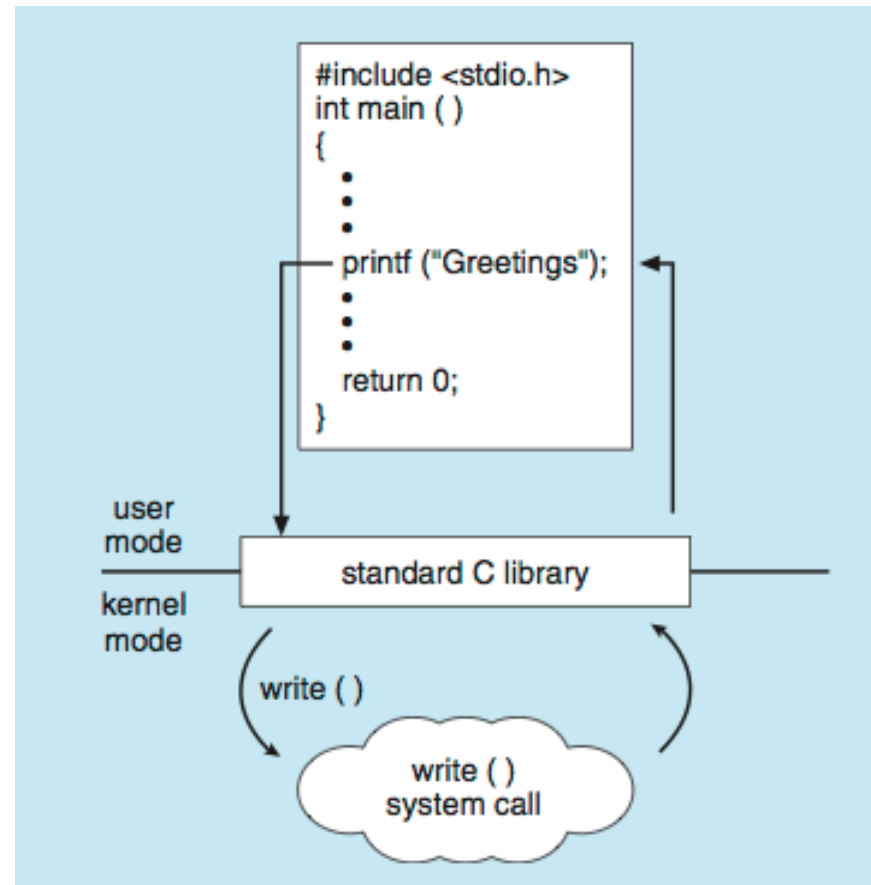 #include <stdio.h>
int main ( )
{
•
•
•
printf ("Greetings");
•
•
•
return 0;
}
user
mode
standard C library
kernel
mode
write ( )
write ( )
system call